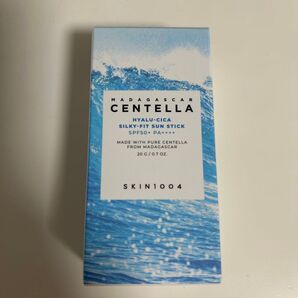 MADAGASCAR
CENTELLA
HYALU-CICA
SILKY-FIT SUN STICK
SPF50+ PA++++
MADE WITH PURE CENTELLA
FROM MADAGASCAR
20 G / 0.7 OZ.
SKIN1004